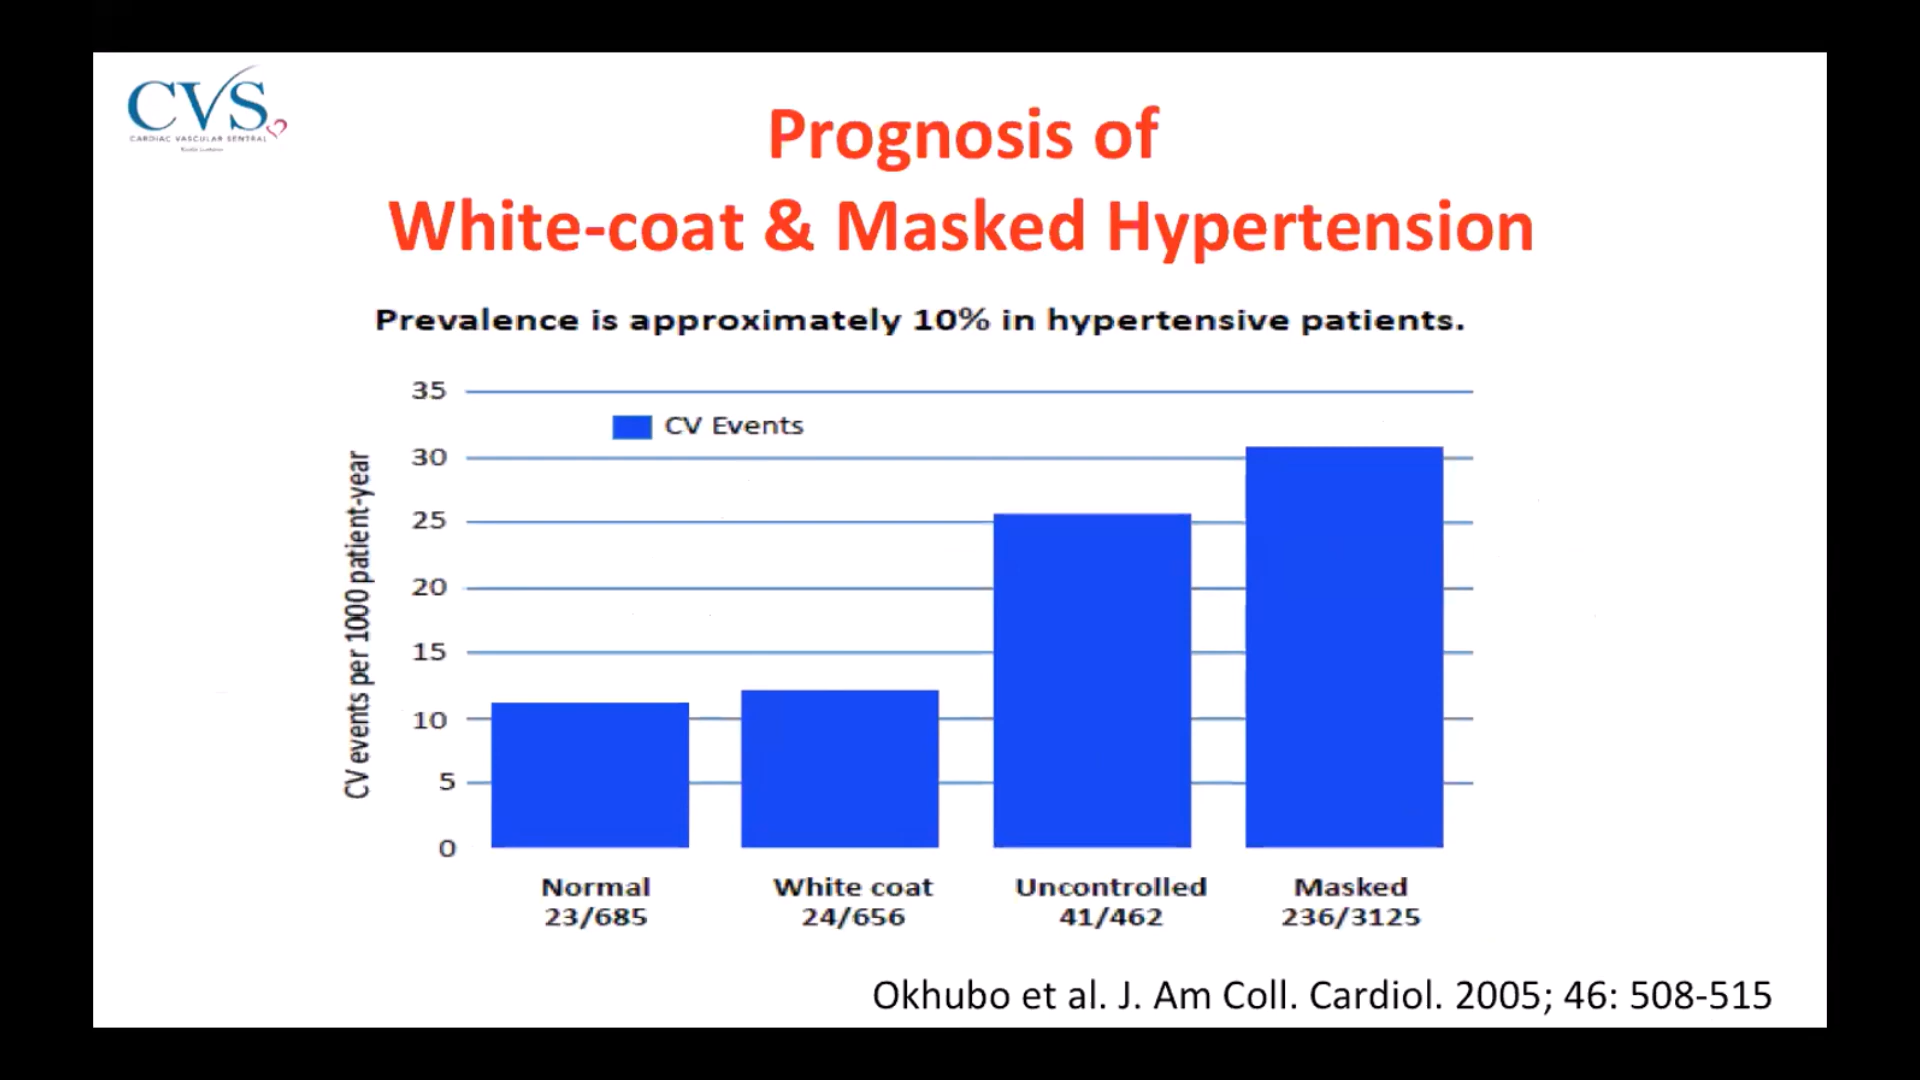 CVS
CARDIAC VASCULAR SENTRAL
Kuala Lumpur
Prognosis of
White-coat & Masked Hypertension
Prevalence is approximately 10% in hypertensive patients.
CV events per 1000 patient-year
35
30
25
20
15
10
5
0
CV Events
Normal
23/685
White coat
24/656
Uncontrolled
41/462
Masked
236/3125
Okhubo et al. J. Am Coll. Cardiol. 2005; 46: 508-515